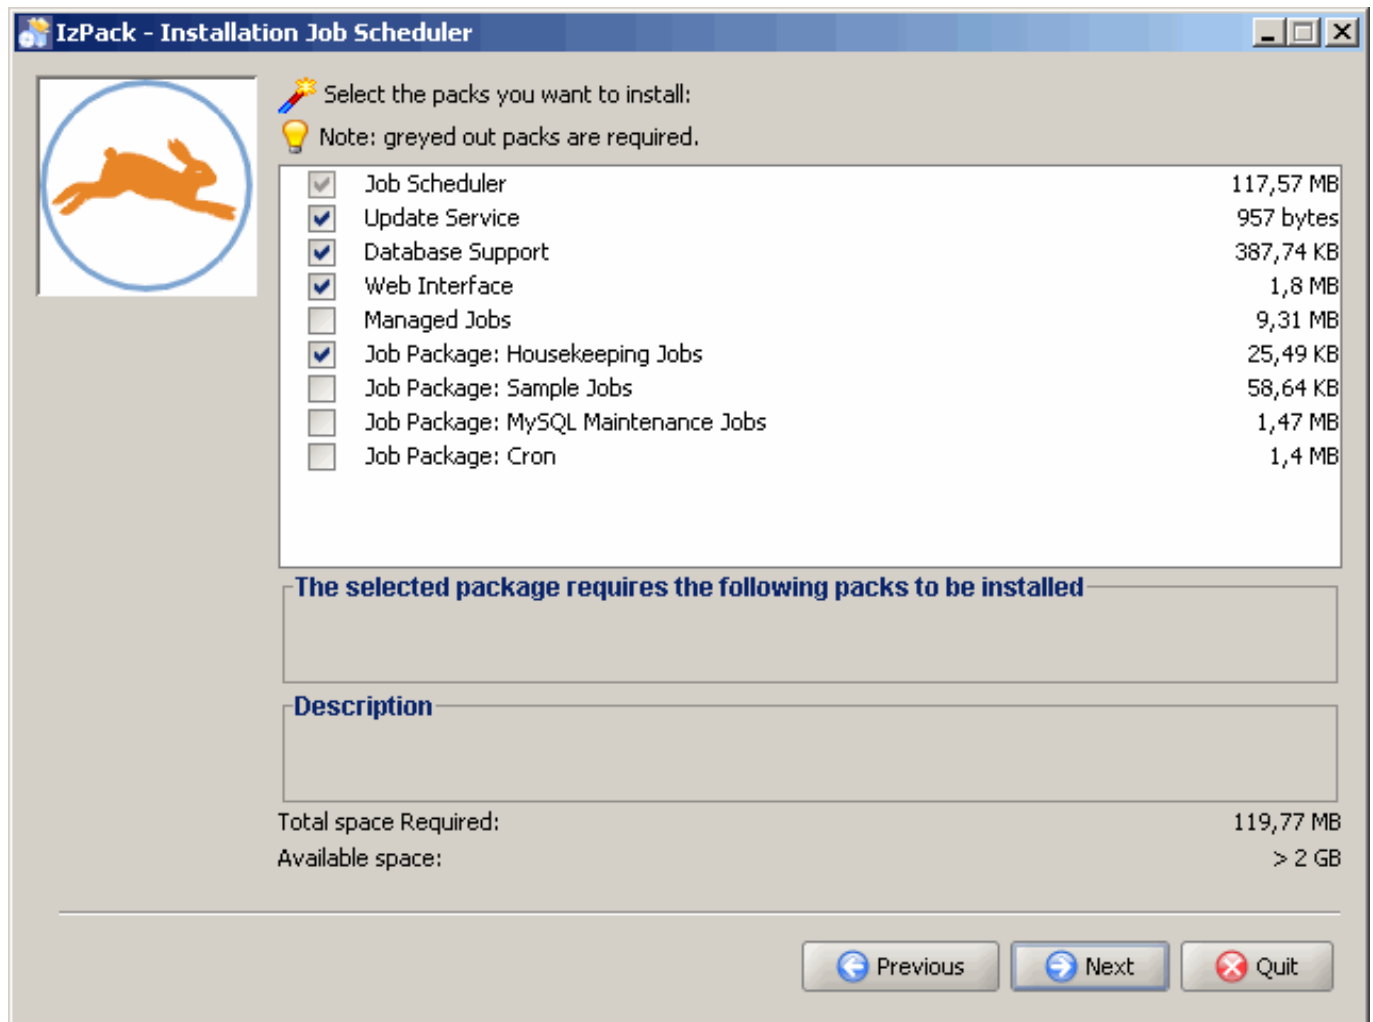 IzPack - Installation Job Scheduler
Select the packs you want to install:
Note: greyed out packs are required.
Job Scheduler 117,57 MB
Update Service 957 bytes
Database Support 387,74 KB
Web Interface 1,8 MB
Managed Jobs 9,31 MB
Job Package: Housekeeping Jobs 25,49 KB
Job Package: Sample Jobs 58,64 KB
Job Package: MySQL Maintenance Jobs 1,47 MB
Job Package: Cron 1,4 MB
The selected package requires the following packs to be installed
Description
Total space Required: 119,77 MB
Available space: > 2 GB
Previous Next Quit